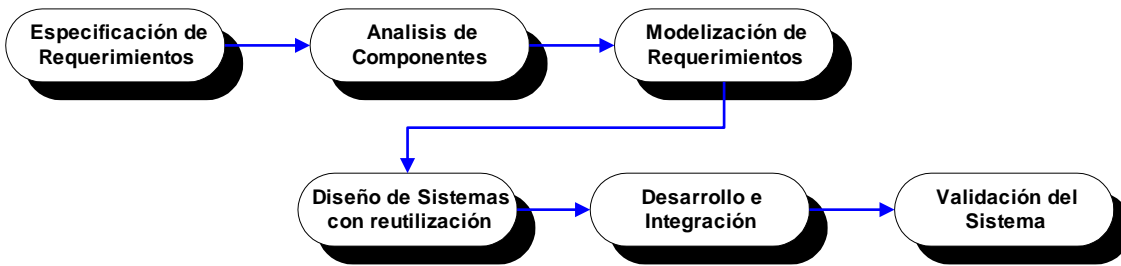 Especificación de
Requerimientos
Analisis de
Componentes
Modelización de
Requerimientos
Diseño de Sistemas
con reutilización
Desarrollo e
Integración
Validación del
Sistema